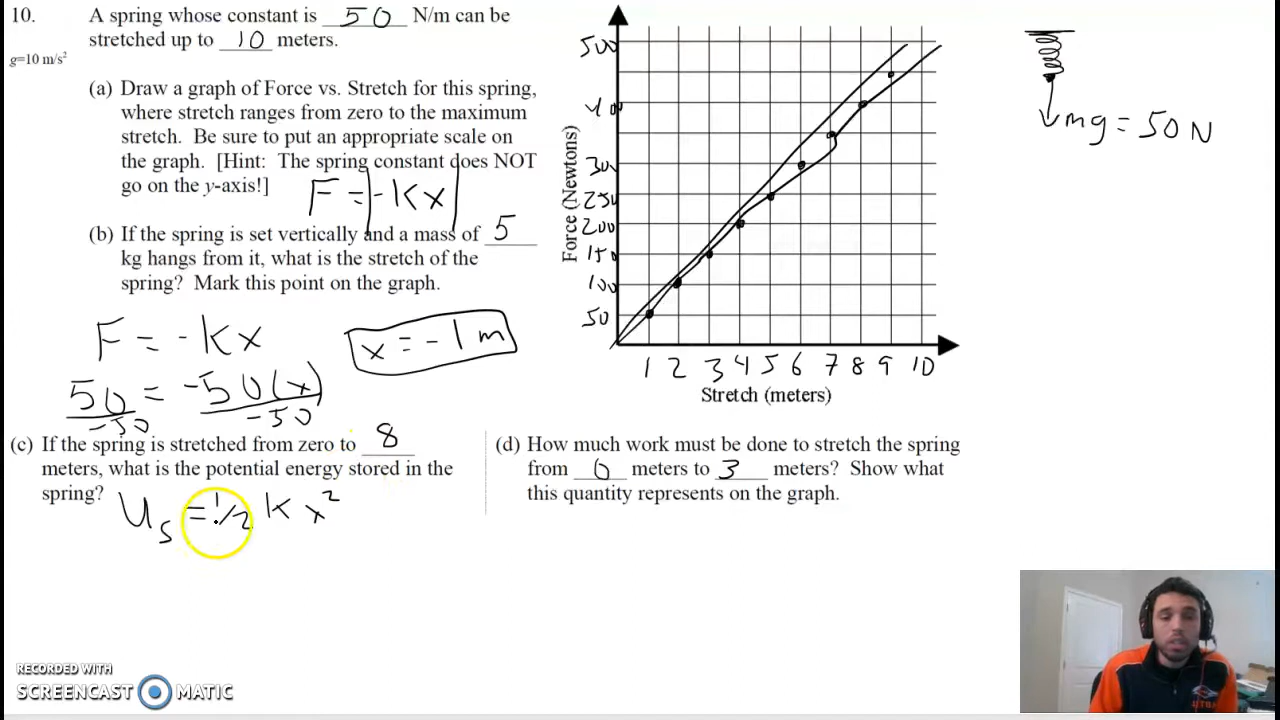 10. A spring whose constant is 50 N/m can be
stretched up to 10 meters.
g=10 m/s²
(a) Draw a graph of Force vs. Stretch for this spring,
where stretch ranges from zero to the maximum
stretch. Be sure to put an appropriate scale on
the graph. [Hint: The spring constant does NOT
go on the y-axis!]
F = |-kx|
(b) If the spring is set vertically and a mass of 5
kg hangs from it, what is the stretch of the
spring? Mark this point on the graph.
F = -kx
x = -1m
50 = -50(x)
-50 -50
500
400
300
250
200
150
100
50
Force (Newtons)
1 2 3 4 5 6 7 8 9 10
Stretch (meters)
mg = 50 N
(c) If the spring is stretched from zero to 8
meters, what is the potential energy stored in the
spring?
Us = 1/2 k x²
(d) How much work must be done to stretch the spring
from 0 meters to 3 meters? Show what
this quantity represents on the graph.
RECORDED WITH
SCREENCAST MATIC